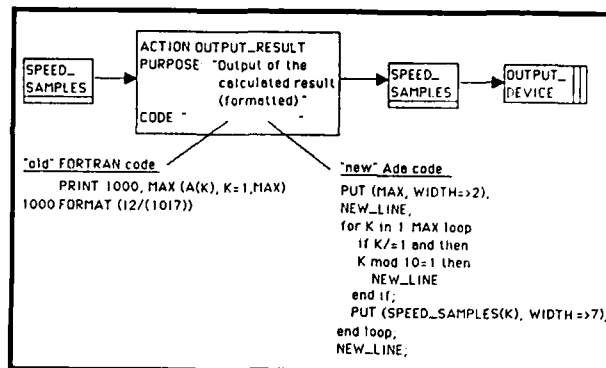 ACTION OUTPUT_RESULT
PURPOSE "Output of the
calculated result
(formatted)"
CODE " "
SPEED_
SAMPLES
SPEED_
SAMPLES
OUTPUT_
DEVICE
"old" FORTRAN code
PRINT 1000, MAX (A(K), K=1,MAX)
1000 FORMAT (12/(1017))
"new" Ada code
PUT (MAX, WIDTH=>2),
NEW_LINE,
for K in 1 MAX loop
if K/=1 and then
K mod 10=1 then
NEW_LINE
end if;
PUT (SPEED_SAMPLES(K), WIDTH =>7),
end loop;
NEW_LINE;